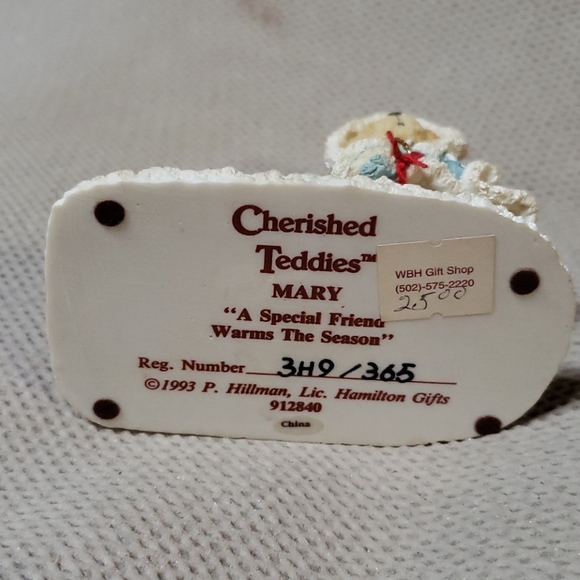 Cherished
Teddies™
MARY
"A Special Friend
Warms The Season"
WBH Gift Shop
(502)-575-2220
25.00
Reg. Number 3H9/365
©1993 P. Hillman, Lic. Hamilton Gifts
912840
China